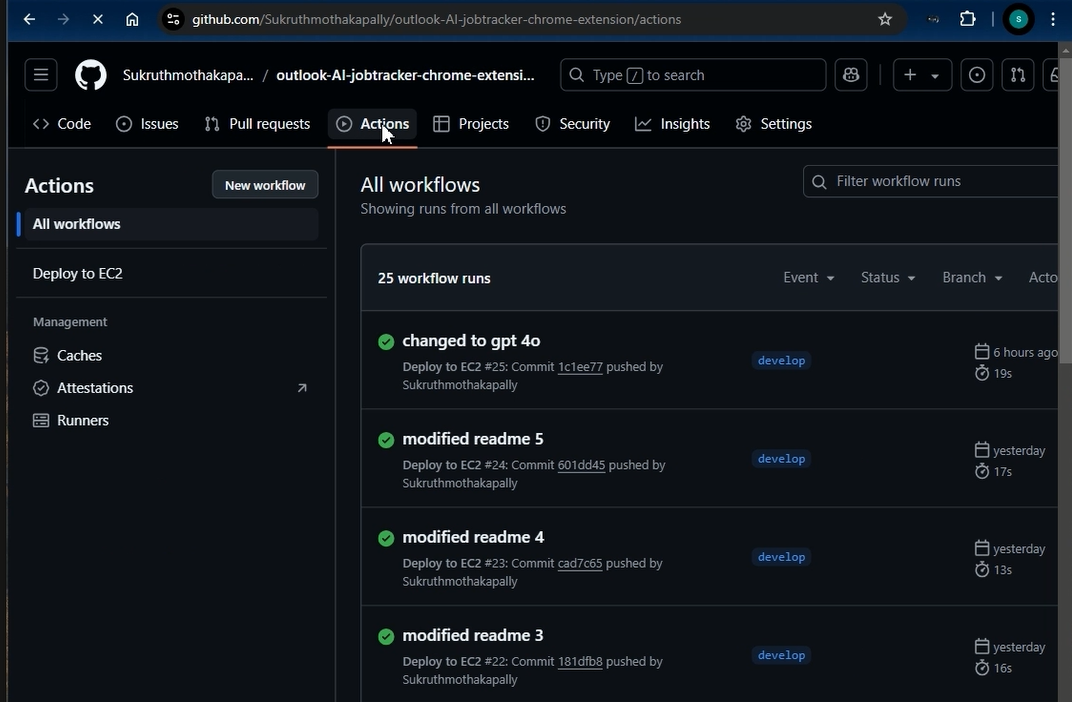 github.com/Sukruthmothakapally/outlook-AI-jobtracker-chrome-extension/actions
S
Sukruthmothakapa... / outlook-AI-jobtracker-chrome-extensi...
Type / to search
Code Issues Pull requests Actions Projects Security Insights Settings
Actions
New workflow
All workflows
Deploy to EC2
Management
Caches
Attestations
Runners
All workflows
Showing runs from all workflows
Filter workflow runs
25 workflow runs
Event Status Branch Acto
changed to gpt 4o
Deploy to EC2 #25: Commit 1c1ee77 pushed by
Sukruthmothakapally
develop
6 hours ago
19s
modified readme 5
Deploy to EC2 #24: Commit 601dd45 pushed by
Sukruthmothakapally
develop
yesterday
17s
modified readme 4
Deploy to EC2 #23: Commit cad7c65 pushed by
Sukruthmothakapally
develop
yesterday
13s
modified readme 3
Deploy to EC2 #22: Commit 181dfb8 pushed by
Sukruthmothakapally
develop
yesterday
16s